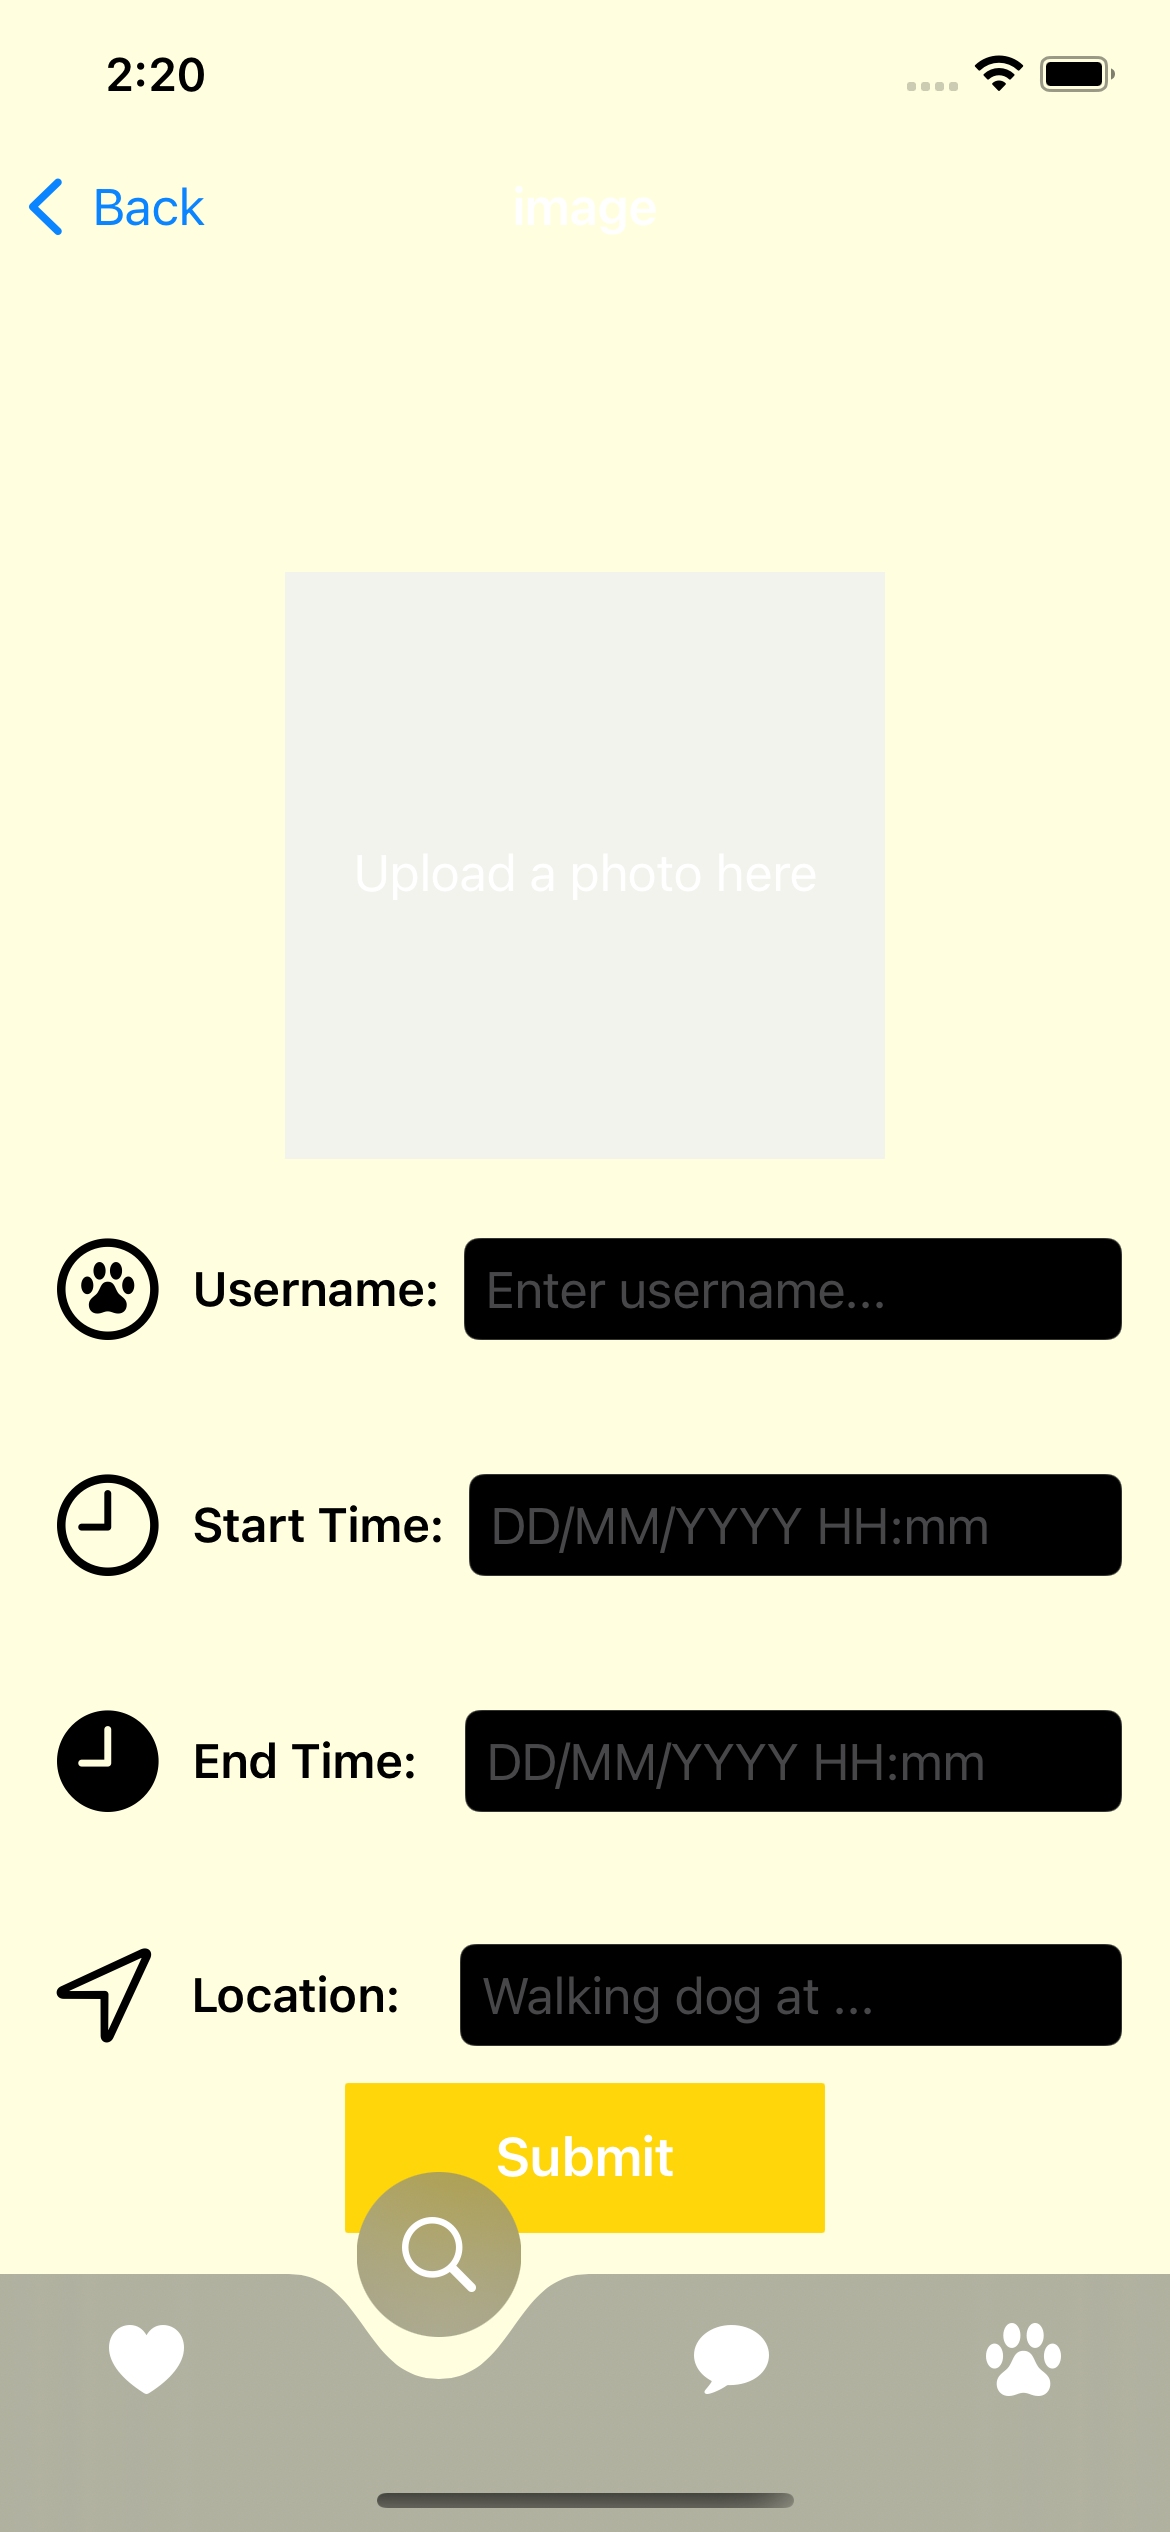 2:20
Back
image
Upload a photo here
Username: Enter username...
Start Time: DD/MM/YYYY HH:mm
End Time: DD/MM/YYYY HH:mm
Location: Walking dog at ...
Submit